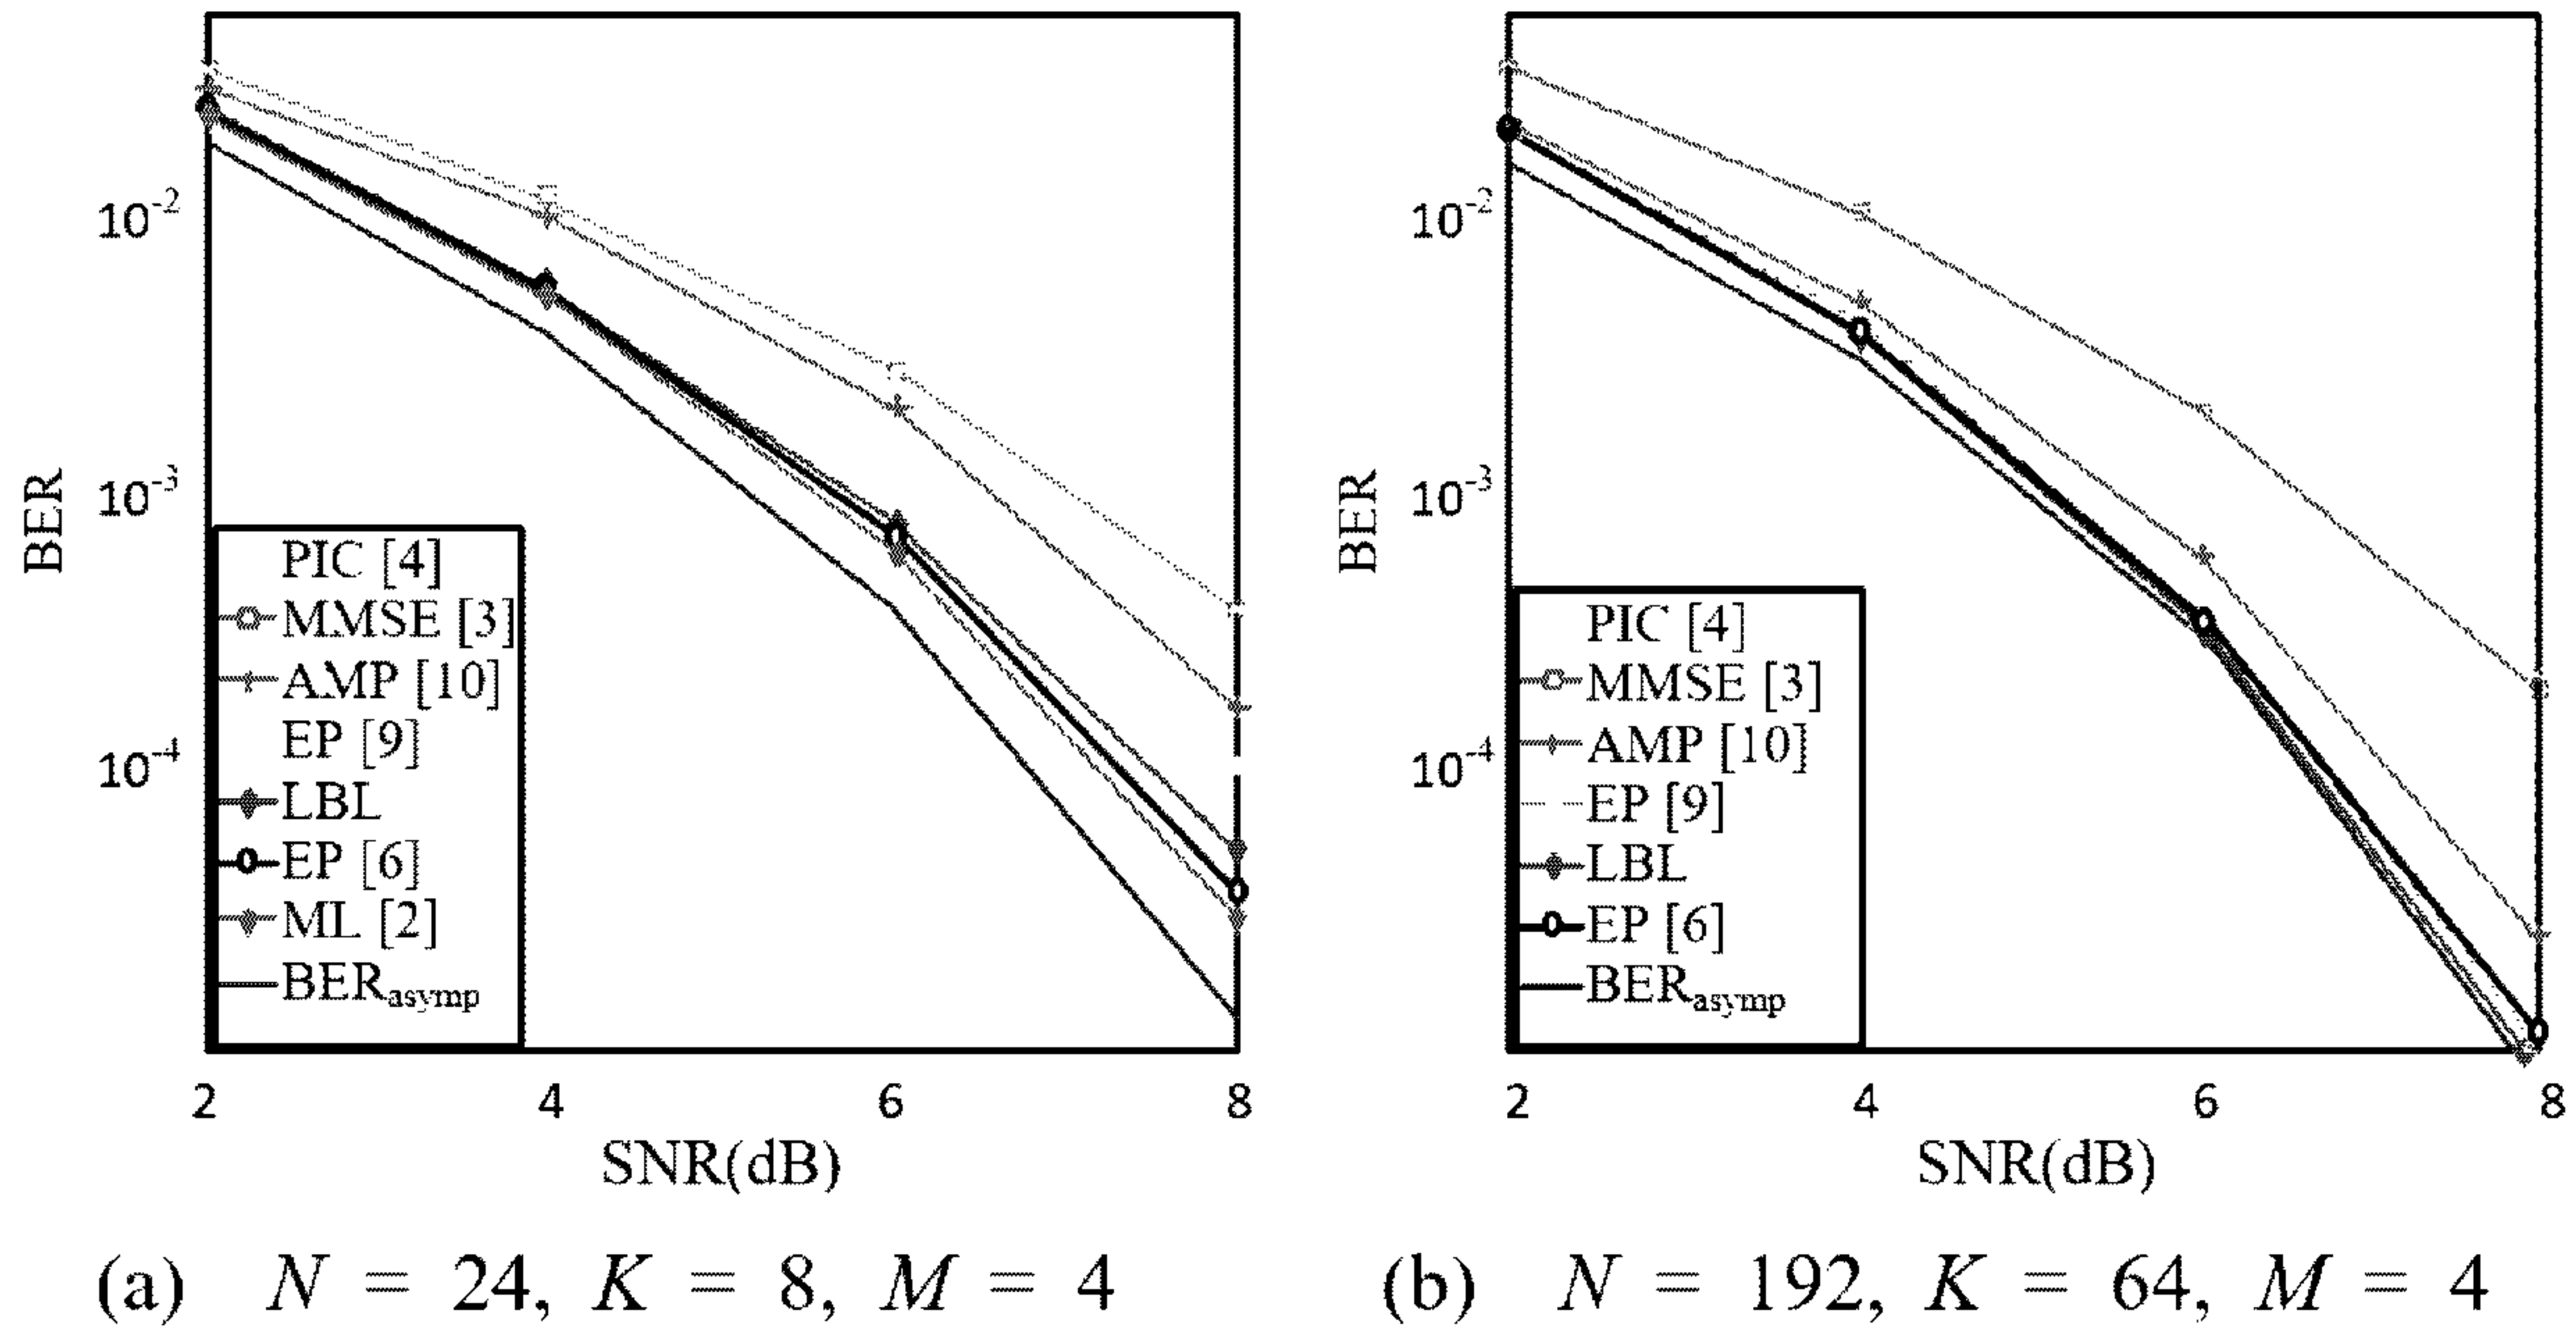 BER
10-2
10-3
10-4
PIC [4]
MMSE [3]
AMP [10]
EP [9]
LBL
EP [6]
ML [2]
BERasymp
2 4 6 8
SNR(dB)
(a) N = 24, K = 8, M = 4
BER
10-2
10-3
10-4
PIC [4]
MMSE [3]
AMP [10]
EP [9]
LBL
EP [6]
BERasymp
2 4 6 8
SNR(dB)
(b) N = 192, K = 64, M = 4